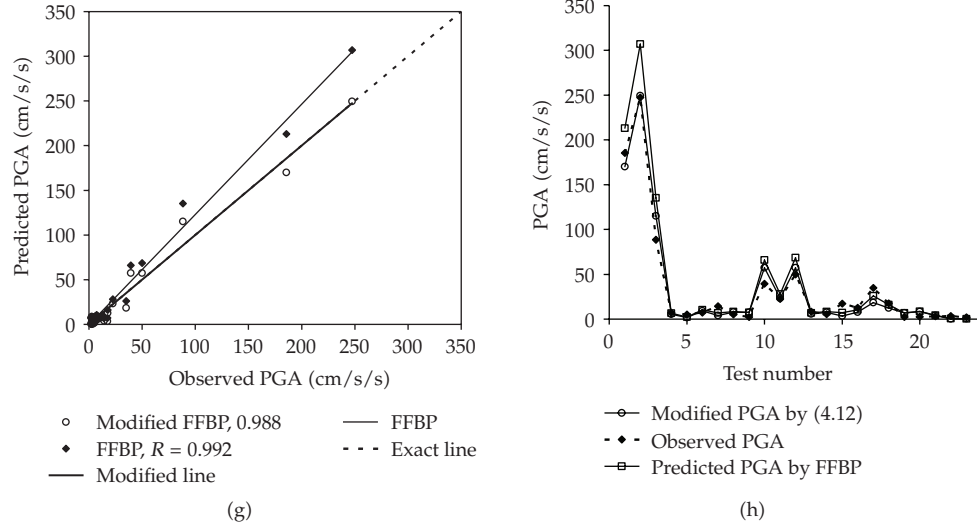 350
300
250
200
150
100
50
0
Predicted PGA (cm/s/s)
0 50 100 150 200 250 300 350
Observed PGA (cm/s/s)
Modified FFBP, 0.988
FFBP, R = 0.992
Modified line
FFBP
Exact line
(g)
350
300
250
200
150
100
50
0
PGA (cm/s/s)
0 5 10 15 20
Test number
Modified PGA by (4.12)
Observed PGA
Predicted PGA by FFBP
(h)